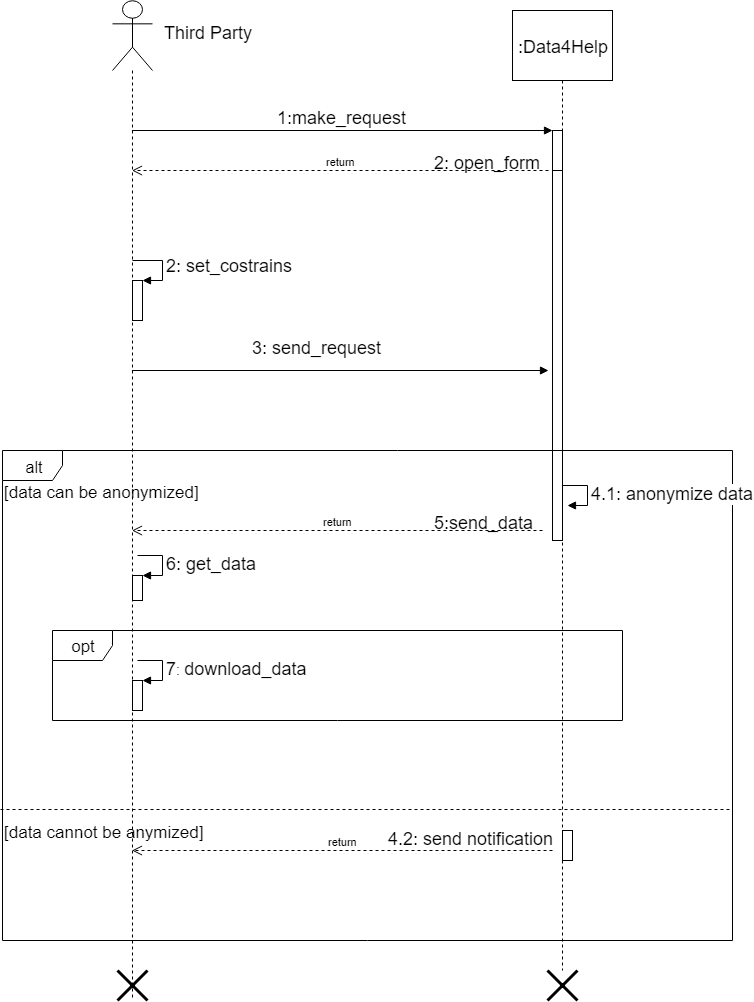 Third Party
:Data4Help
1:make_request
return
2: open_form
2: set_costrains
3: send_request
alt
[data can be anonymized]
4.1: anonymize data
return
5:send_data
6: get_data
opt
7: download_data
[data cannot be anymized]
return
4.2: send notification